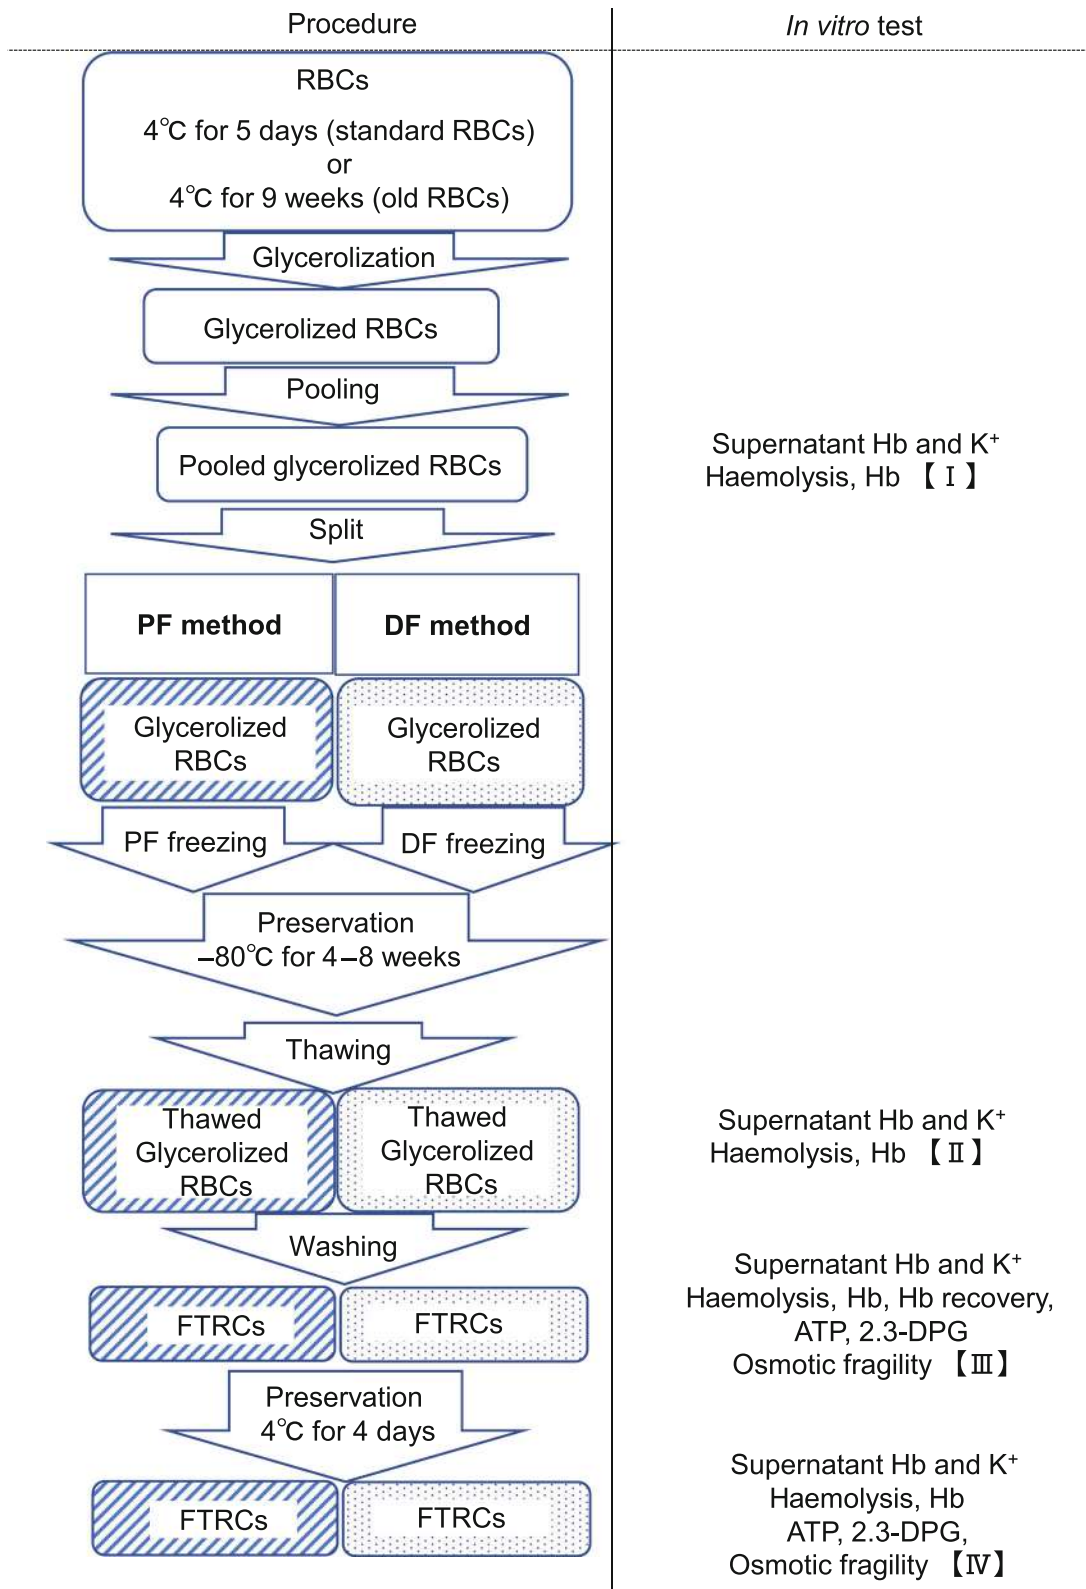 Procedure
In vitro test
RBCs
4℃ for 5 days (standard RBCs)
or
4℃ for 9 weeks (old RBCs)
Glycerolization
Glycerolized RBCs
Pooling
Pooled glycerolized RBCs
Supernatant Hb and K⁺
Haemolysis, Hb 【Ⅰ】
Split
PF method
DF method
Glycerolized
RBCs
Glycerolized
RBCs
PF freezing
DF freezing
Preservation
–80℃ for 4–8 weeks
Thawing
Thawed
Glycerolized
RBCs
Thawed
Glycerolized
RBCs
Supernatant Hb and K⁺
Haemolysis, Hb 【Ⅱ】
Washing
FTRCs
FTRCs
Supernatant Hb and K⁺
Haemolysis, Hb, Hb recovery,
ATP, 2.3-DPG
Osmotic fragility 【Ⅲ】
Preservation
4℃ for 4 days
FTRCs
FTRCs
Supernatant Hb and K⁺
Haemolysis, Hb
ATP, 2.3-DPG,
Osmotic fragility 【Ⅳ】